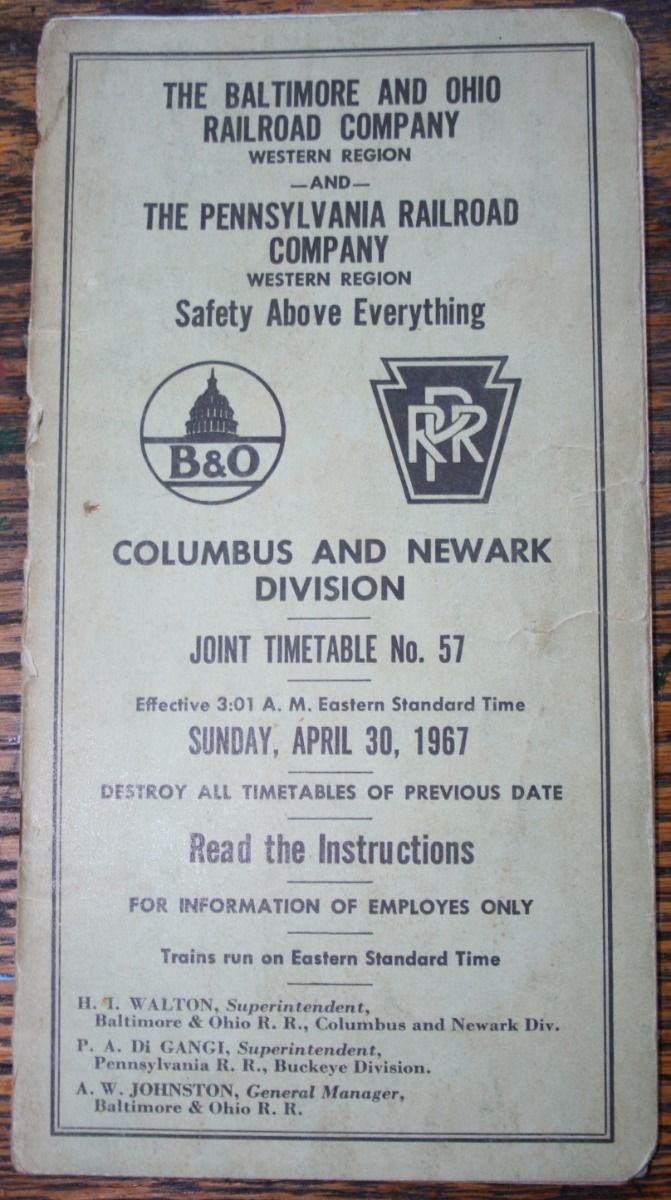 THE BALTIMORE AND OHIO
RAILROAD COMPANY
WESTERN REGION
—AND—
THE PENNSYLVANIA RAILROAD
COMPANY
WESTERN REGION
Safety Above Everything
B&O
PRR
COLUMBUS AND NEWARK
DIVISION
JOINT TIMETABLE No. 57
Effective 3:01 A. M. Eastern Standard Time
SUNDAY, APRIL 30, 1967
DESTROY ALL TIMETABLES OF PREVIOUS DATE
Read the Instructions
FOR INFORMATION OF EMPLOYES ONLY
Trains run on Eastern Standard Time
H. I. WALTON, Superintendent,
Baltimore & Ohio R. R., Columbus and Newark Div.
P. A. Di GANGI, Superintendent,
Pennsylvania R. R., Buckeye Division.
A. W. JOHNSTON, General Manager,
Baltimore & Ohio R. R.